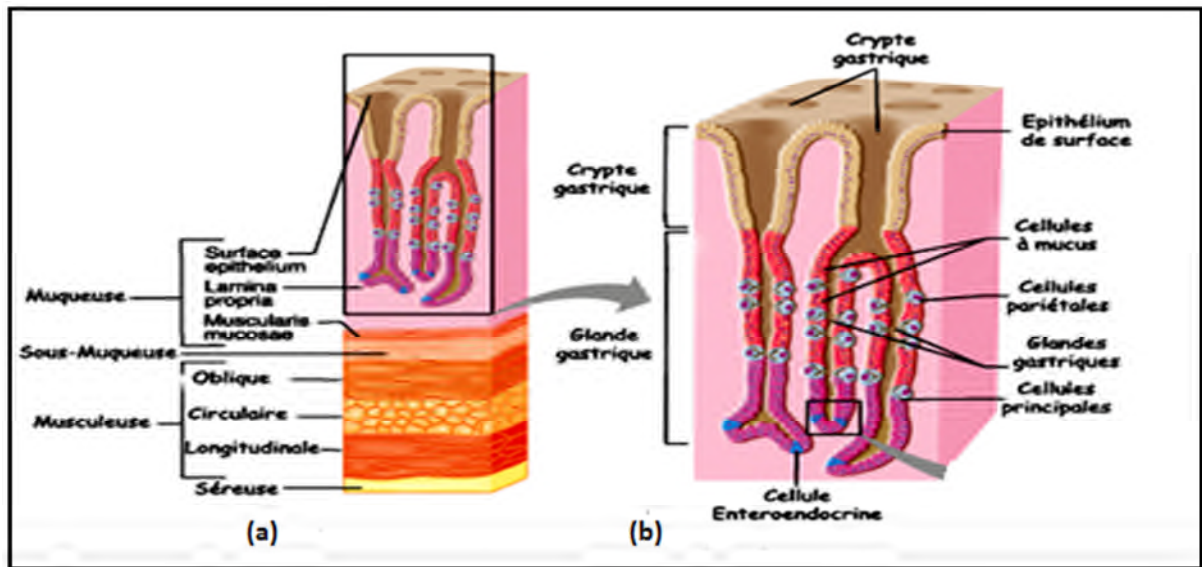 Surface
epithelium
Lamina
propria
Muscularis
mucosae
Muqueuse
Sous-Muqueuse
Oblique
Circulaire
Longitudinale
Musculeuse
Séreuse
(a)
Crypte
gastrique
Epithélium
de surface
Crypte
gastrique
Cellules
à mucus
Cellules
pariétales
Glande
gastrique
Glandes
gastriques
Cellules
principales
Cellule
Enteroendocrine
(b)